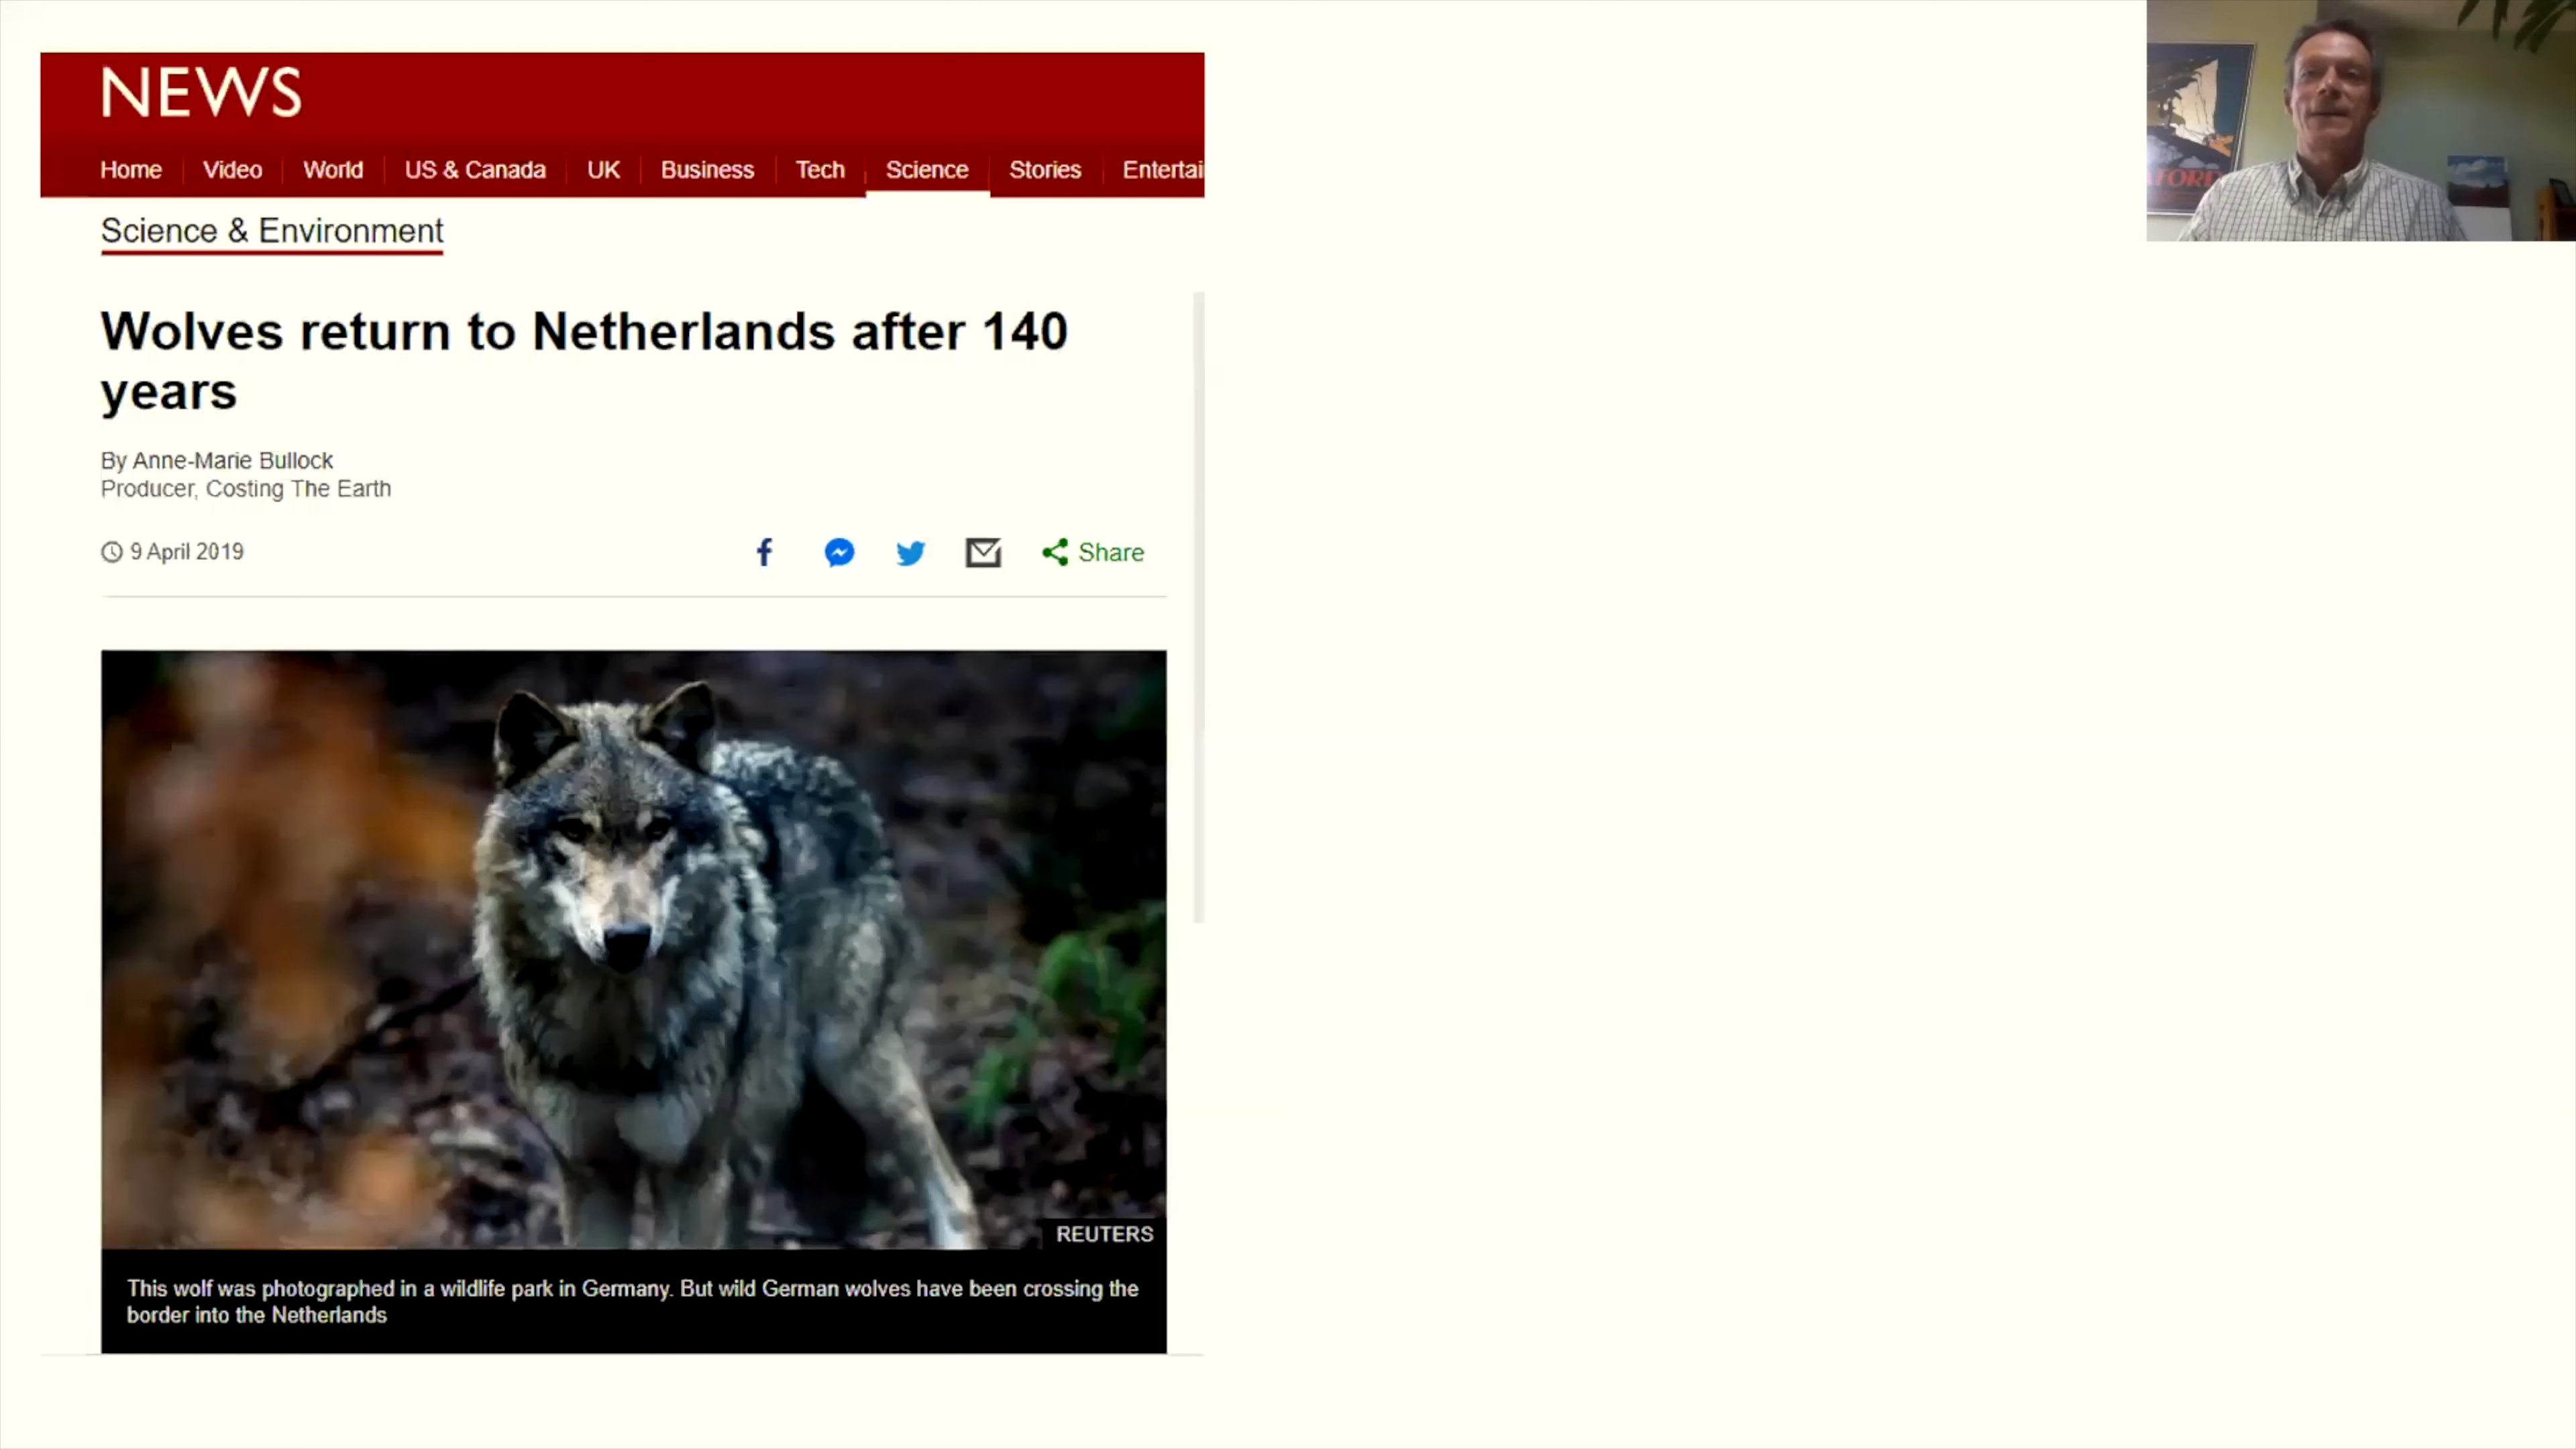 NEWS
Home Video World US & Canada UK Business Tech Science Stories Entertai
Science & Environment
Wolves return to Netherlands after 140
years
By Anne-Marie Bullock
Producer, Costing The Earth
9 April 2019
Share
REUTERS
This wolf was photographed in a wildlife park in Germany. But wild German wolves have been crossing the
border into the Netherlands